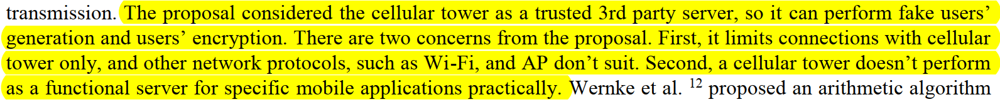 transmission. The proposal considered the cellular tower as a trusted 3rd party server, so it can perform fake users’
generation and users’ encryption. There are two concerns from the proposal. First, it limits connections with cellular
tower only, and other network protocols, such as Wi-Fi, and AP don’t suit. Second, a cellular tower doesn’t perform
as a functional server for specific mobile applications practically. Wernke et al. 12 proposed an arithmetic algorithm